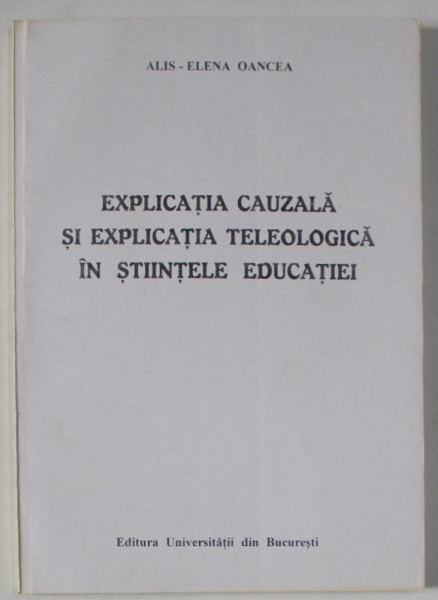 ALIS - ELENA OANCEA
EXPLICAȚIA CAUZALĂ
ȘI EXPLICAȚIA TELEOLOGICĂ
ÎN ȘTIINȚELE EDUCAȚIEI
Editura Universității din București